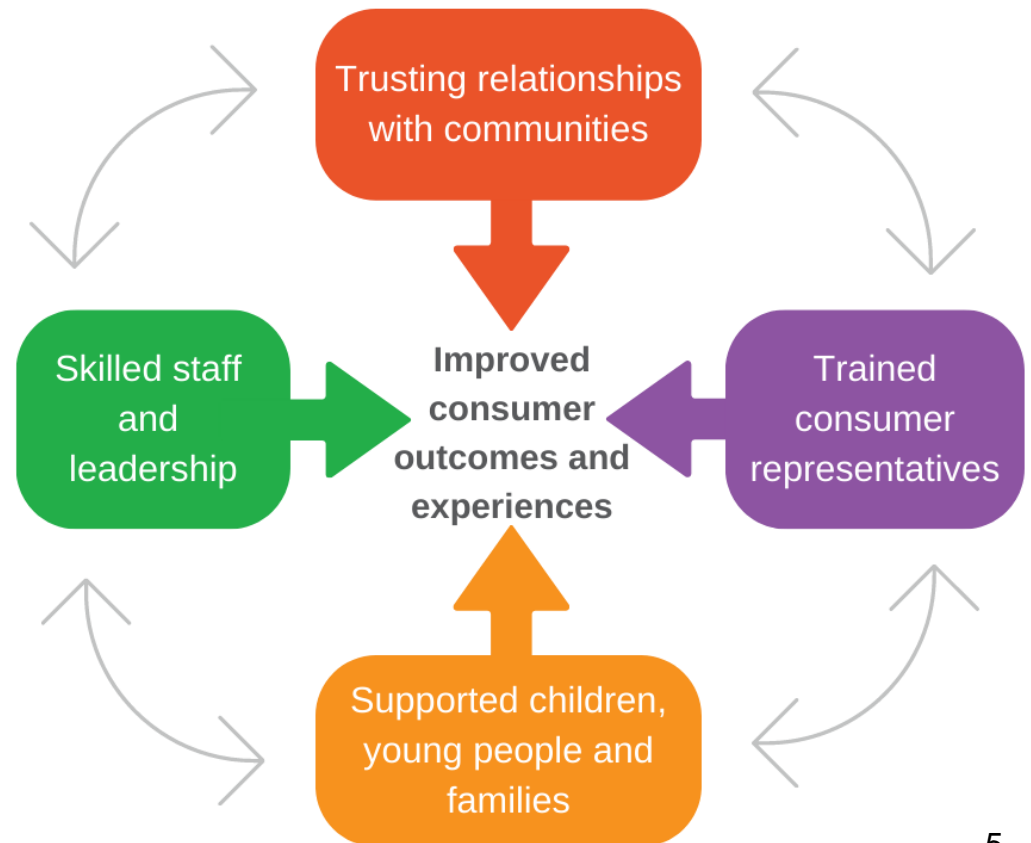 Trusting relationships
with communities
Skilled staff
and
leadership
Improved
consumer
outcomes and
experiences
Trained
consumer
representatives
Supported children,
young people and
families
5